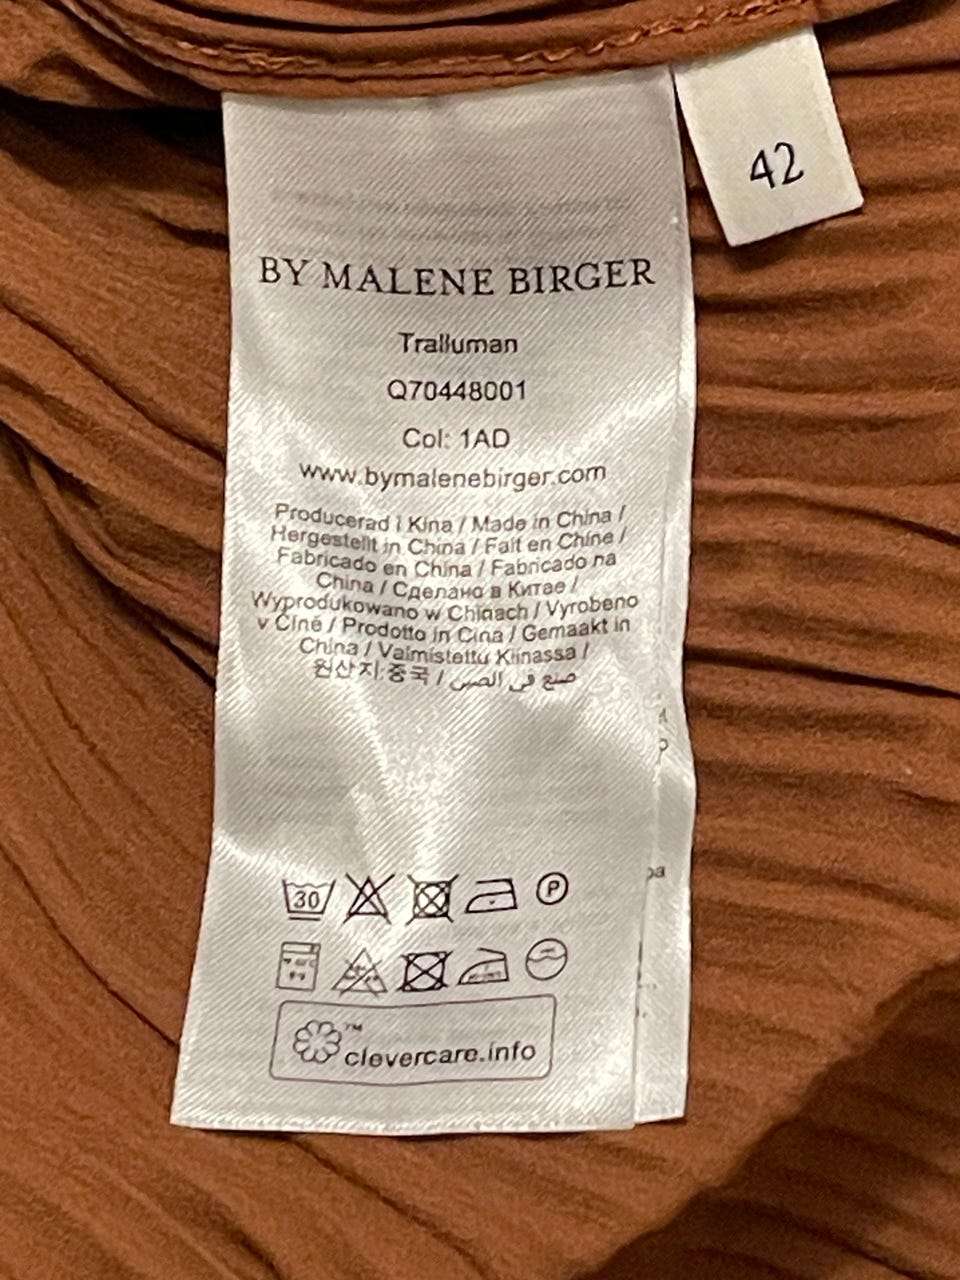 42
BY MALENE BIRGER
Tralluman
Q70448001
Col: 1AD
www.bymalenebirger.com
Producerad i Kina / Made in China /
Hergestellt in China / Fait en Chine /
Fabricado en China / Fabricado na
China / Сделано в Китае /
Wyprodukowano w Chinach / Vyrobeno
v Číně / Prodotto in Cina / Gemaakt in
China / Valmistettu Kiinassa /
원산지:중국 / صنع في الصين
30
P
™
clevercare.info